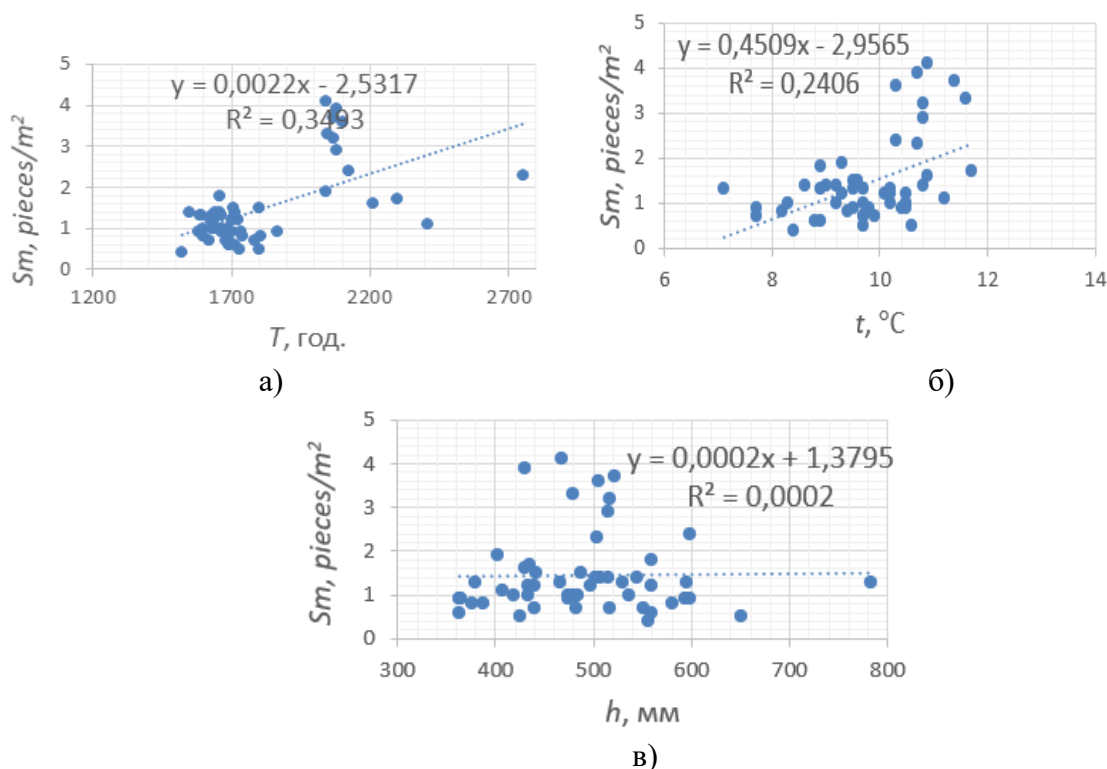 y = 0,0022x - 2,5317
R² = 0,3493
Sm, pieces/m²
5
4
3
2
1
0
1200 1700 2200 2700
T, год.
а)
y = 0,4509x - 2,9565
R² = 0,2406
Sm, pieces/m²
5
4
3
2
1
0
6 8 10 12 14
t, °C
б)
y = 0,0002x + 1,3795
R² = 0,0002
Sm, pieces/m²
5
4
3
2
1
0
300 400 500 600 700 800
h, мм
в)